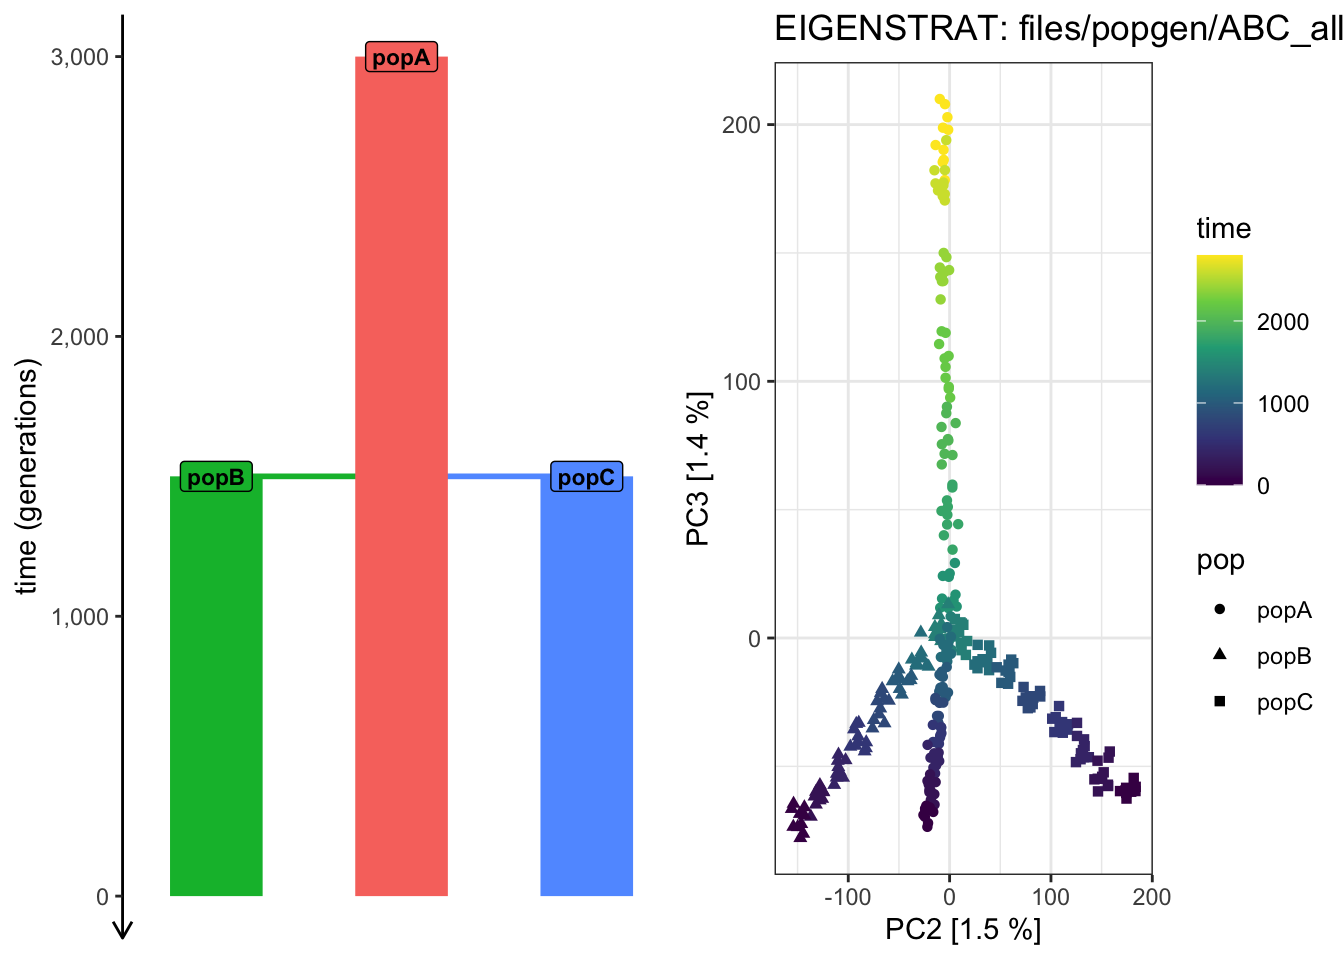 3,000
2,000
1,000
0
time (generations)
popA
popB
popC
EIGENSTRAT: files/popgen/ABC_all
200
100
0
PC3 [1.4 %]
-100
0
100
200
PC2 [1.5 %]
time
2000
1000
0
pop
popA
popB
popC